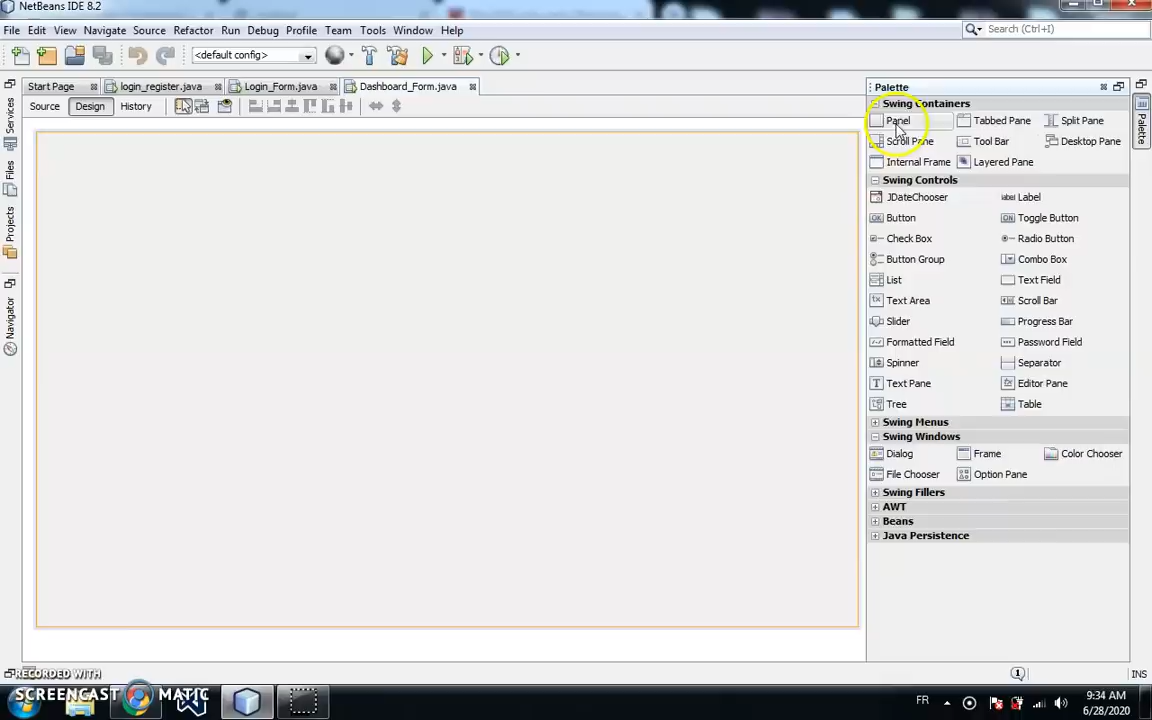 NetBeans IDE 8.2
File Edit View Navigate Source Refactor Run Debug Profile Team Tools Window Help
Search (Ctrl+I)
<default config>
Start Page login_register.java Login_Form.java Dashboard_Form.java
Source Design History
Palette
Swing Containers
Panel Tabbed Pane Split Pane
Scroll Pane Tool Bar Desktop Pane
Internal Frame Layered Pane
Swing Controls
JDateChooser label Label
OK Button ON Toggle Button
Check Box Radio Button
Button Group Combo Box
List Text Field
Text Area Scroll Bar
Slider Progress Bar
Formatted Field Password Field
Spinner Separator
T Text Pane Editor Pane
Tree Table
Swing Menus
Swing Windows
Dialog Frame Color Chooser
File Chooser Option Pane
Swing Fillers
AWT
Beans
Java Persistence
Services
Files
Projects
Navigator
Palette
1 INS
RECORDED WITH
SCREENCAST MATIC
FR
9:34 AM
6/28/2020